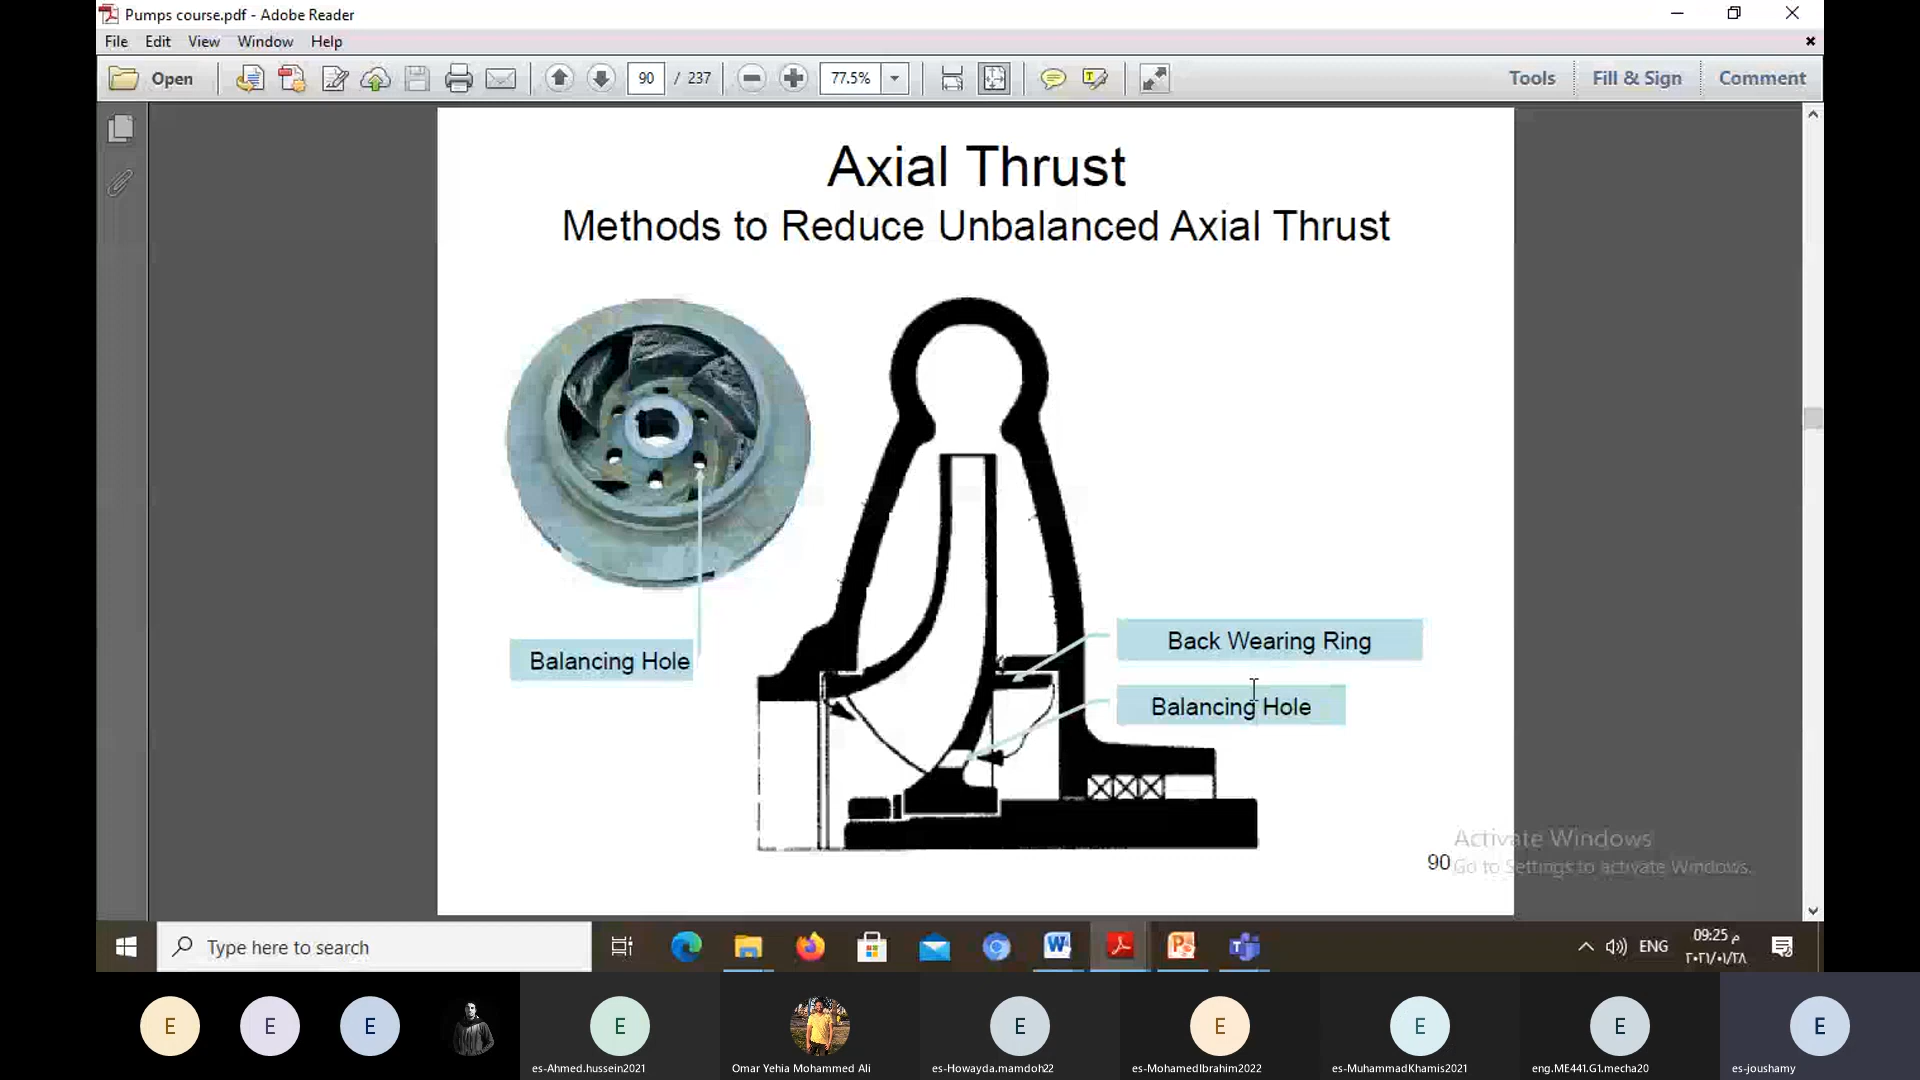 Pumps course.pdf - Adobe Reader
File Edit View Window Help
Open 90 / 237 77.5% Tools Fill & Sign Comment
Axial Thrust
Methods to Reduce Unbalanced Axial Thrust
Back Wearing Ring
Balancing Hole
Balancing Hole
Activate Windows
Go to Settings to activate Windows.
90
Type here to search
ENG
09:25 م
٢٠٢١/٠١/٢٨
E E E E E E E E E
es-Ahmed.hussein2021 Omar Yehia Mohammed Ali es-Howayda.mamdoh22 es-MohamedIbrahim2022 es-MuhammadKhamis2021 eng.ME441.G1.mecha20 es-joushamy